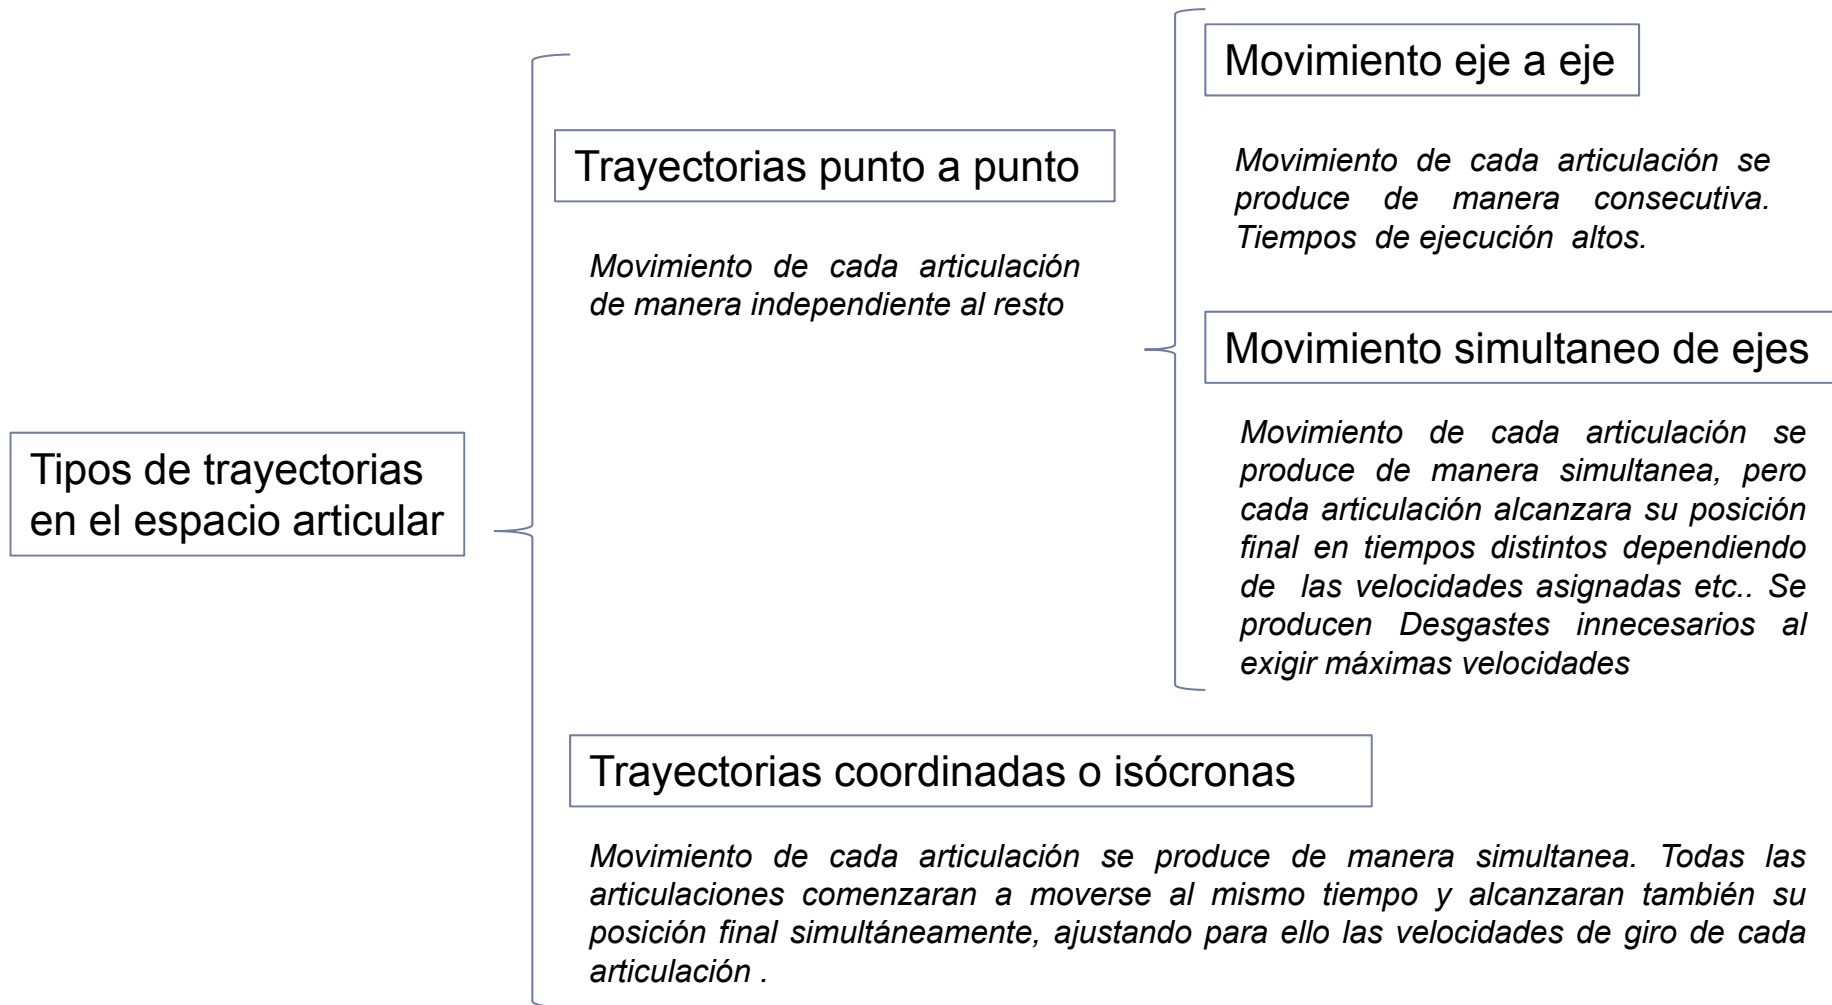 Tipos de trayectorias
en el espacio articular
Trayectorias punto a punto
Movimiento de cada articulación
de manera independiente al resto
Movimiento eje a eje
Movimiento de cada articulación se
produce de manera consecutiva.
Tiempos de ejecución altos.
Movimiento simultaneo de ejes
Movimiento de cada articulación se
produce de manera simultanea, pero
cada articulación alcanzara su posición
final en tiempos distintos dependiendo
de las velocidades asignadas etc.. Se
producen Desgastes innecesarios al
exigir máximas velocidades
Trayectorias coordinadas o isócronas
Movimiento de cada articulación se produce de manera simultanea. Todas las
articulaciones comenzaran a moverse al mismo tiempo y alcanzaran también su
posición final simultáneamente, ajustando para ello las velocidades de giro de cada
articulación .